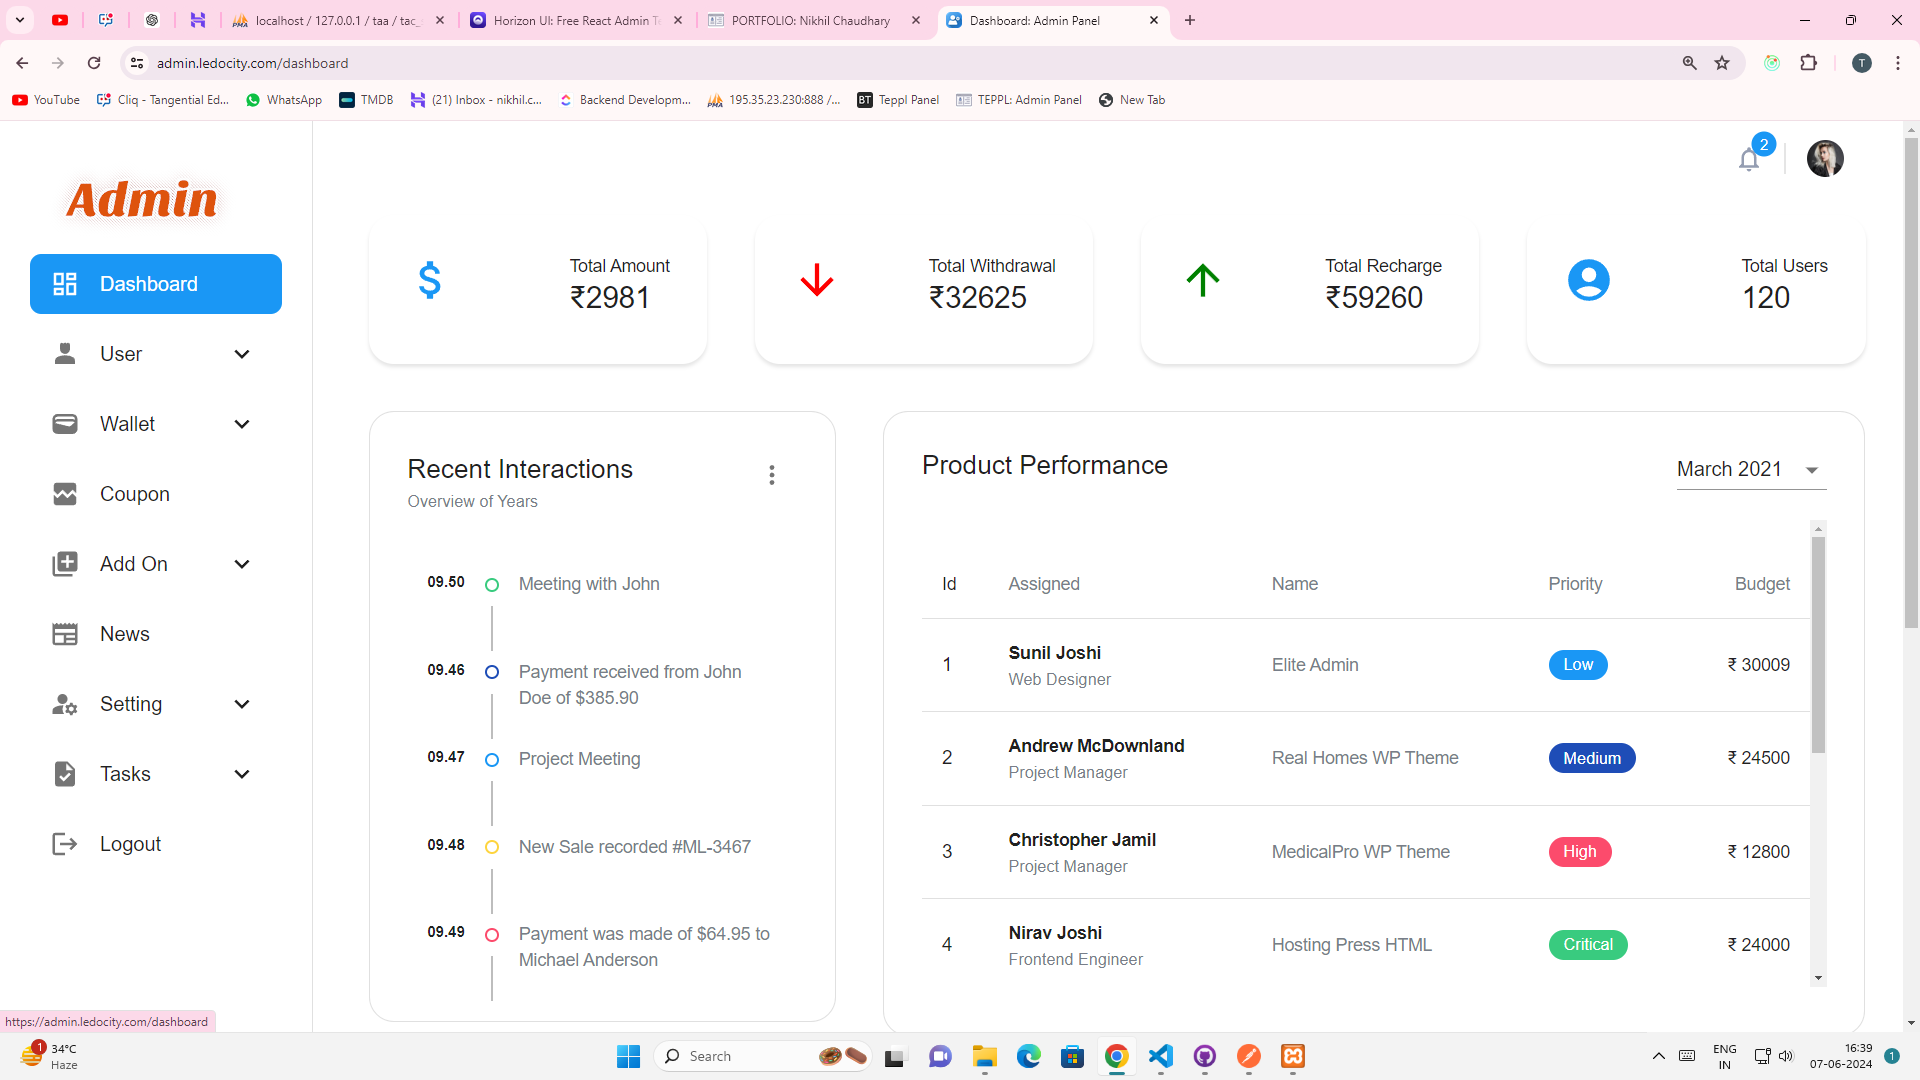 localhost / 127.0.0.1 / taa / tac_
Horizon UI: Free React Admin Te
PORTFOLIO: Nikhil Chaudhary
Dashboard: Admin Panel
admin.ledocity.com/dashboard
T
YouTube
Cliq - Tangential Ed...
WhatsApp
TMDB
(21) Inbox - nikhil.c...
Backend Developm...
195.35.23.230:888 /...
BT
Teppl Panel
TEPPL: Admin Panel
New Tab
2
Admin
Dashboard
User
Wallet
Coupon
Add On
News
Setting
Tasks
Logout
Total Amount
₹2981
Total Withdrawal
₹32625
Total Recharge
₹59260
Total Users
120
Recent Interactions
Overview of Years
09.50 Meeting with John
09.46 Payment received from John
Doe of $385.90
09.47 Project Meeting
09.48 New Sale recorded #ML-3467
09.49 Payment was made of $64.95 to
Michael Anderson
Product Performance
March 2021
Id Assigned Name Priority Budget
1 Sunil Joshi Elite Admin Low ₹ 30009
Web Designer
2 Andrew McDownland Real Homes WP Theme Medium ₹ 24500
Project Manager
3 Christopher Jamil MedicalPro WP Theme High ₹ 12800
Project Manager
4 Nirav Joshi Hosting Press HTML Critical ₹ 24000
Frontend Engineer
https://admin.ledocity.com/dashboard
1
34°C
Haze
Search
ENG
IN
16:39
07-06-2024
1